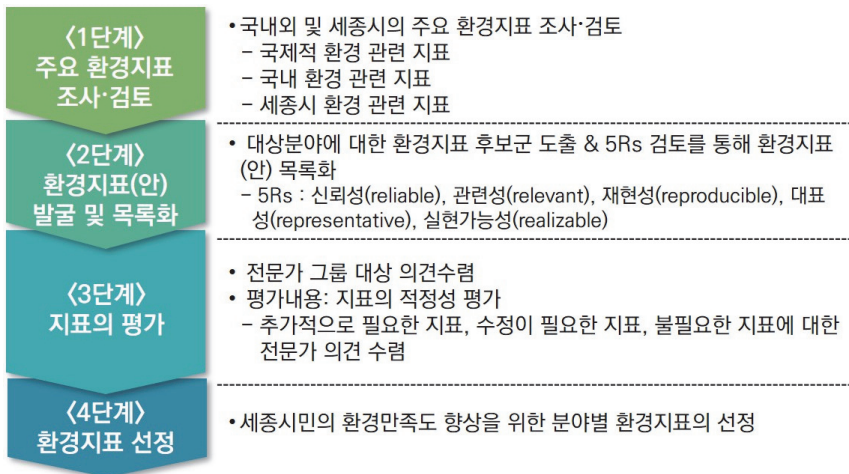 〈1단계〉
주요 환경지표
조사·검토
•국내외 및 세종시의 주요 환경지표 조사·검토
– 국제적 환경 관련 지표
– 국내 환경 관련 지표
– 세종시 환경 관련 지표
〈2단계〉
환경지표(안)
발굴 및 목록화
• 대상분야에 대한 환경지표 후보군 도출 & 5Rs 검토를 통해 환경지표
(안) 목록화
– 5Rs : 신뢰성(reliable), 관련성(relevant), 재현성(reproducible), 대표
성(representative), 실현가능성(realizable)
〈3단계〉
지표의 평가
• 전문가 그룹 대상 의견수렴
• 평가내용: 지표의 적정성 평가
– 추가적으로 필요한 지표, 수정이 필요한 지표, 불필요한 지표에 대한
전문가 의견 수렴
〈4단계〉
환경지표 선정
•세종시민의 환경만족도 향상을 위한 분야별 환경지표의 선정